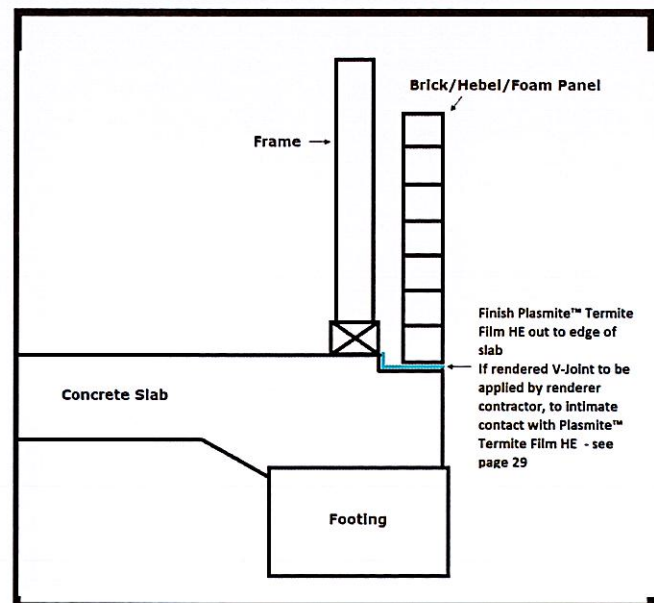 Brick/Hebel/Foam Panel
Frame
Finish Plasmite™ Termite
Film HE out to edge of
slab
If rendered V-Joint to be
applied by renderer
contractor, to intimate
contact with Plasmite™
Termite Film HE - see
page 29
Concrete Slab
Footing